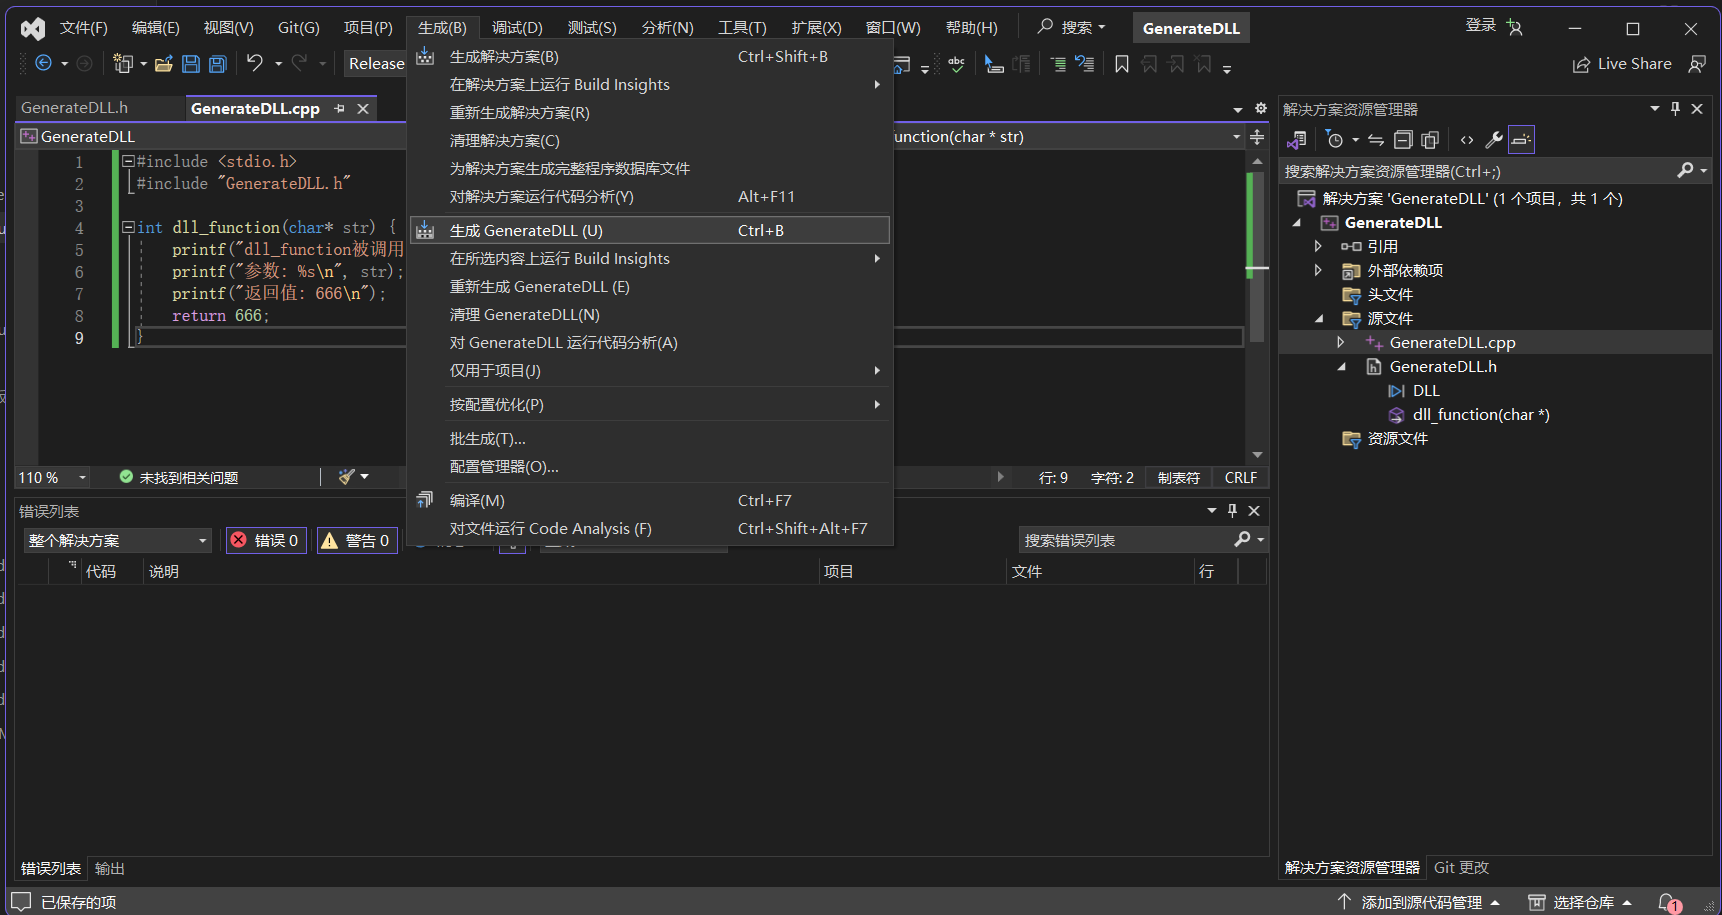 文件(F) 编辑(E) 视图(V) Git(G) 项目(P) 生成(B) 调试(D) 测试(S) 分析(N) 工具(T) 扩展(X) 窗口(W) 帮助(H) 搜索 GenerateDLL 登录
Release
Live Share
生成解决方案(B) Ctrl+Shift+B
在解决方案上运行 Build Insights
重新生成解决方案(R)
清理解决方案(C)
为解决方案生成完整程序数据库文件
对解决方案运行代码分析(Y) Alt+F11
生成 GenerateDLL (U) Ctrl+B
在所选内容上运行 Build Insights
重新生成 GenerateDLL (E)
清理 GenerateDLL(N)
对 GenerateDLL 运行代码分析(A)
仅用于项目(J)
按配置优化(P)
批生成(T)...
配置管理器(O)...
编译(M) Ctrl+F7
对文件运行 Code Analysis (F) Ctrl+Shift+Alt+F7
GenerateDLL.h GenerateDLL.cpp
GenerateDLL
unction(char * str)
1 #include <stdio.h>
2 #include "GenerateDLL.h"
3
4 int dll_function(char* str) {
5 printf("dll_function被调用
6 printf("参数: %s\n", str);
7 printf("返回值: 666\n");
8 return 666;
9 }
110 % 未找到相关问题 行: 9 字符: 2 制表符 CRLF
错误列表
整个解决方案 错误 0 警告 0 搜索错误列表
代码 说明 项目 文件 行
错误列表 输出
解决方案资源管理器
搜索解决方案资源管理器(Ctrl+;)
解决方案 'GenerateDLL' (1 个项目，共 1 个)
GenerateDLL
引用
外部依赖项
头文件
源文件
GenerateDLL.cpp
GenerateDLL.h
DLL
dll_function(char *)
资源文件
解决方案资源管理器 Git 更改
已保存的项 添加到源代码管理 选择仓库 1